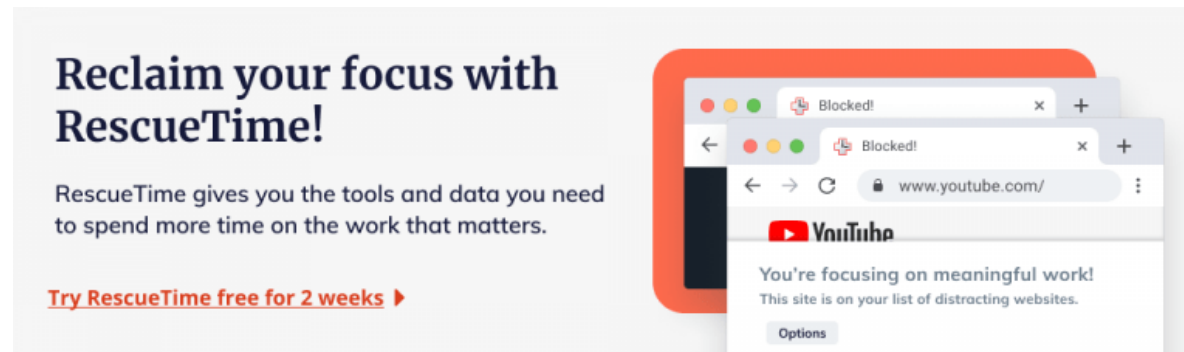 Reclaim your focus with
RescueTime!
RescueTime gives you the tools and data you need
to spend more time on the work that matters.
Try RescueTime free for 2 weeks
Blocked!
Blocked!
www.youtube.com/
YouTube
You're focusing on meaningful work!
This site is on your list of distracting websites.
Options